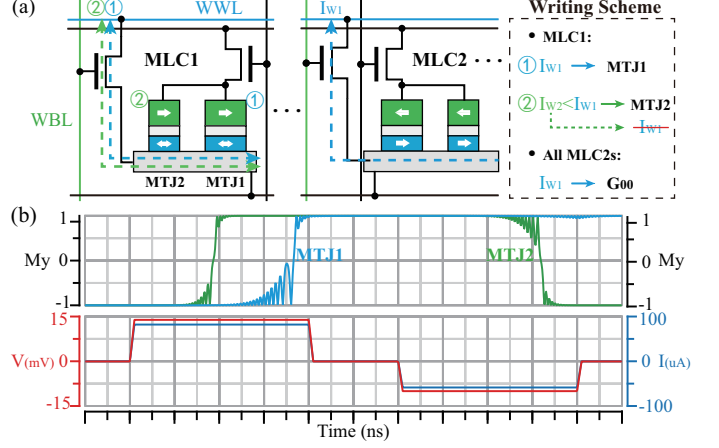 (a)
② ① WWL
MLC1
WBL
②
①
MTJ2 MTJ1
IW1
MLC2
Writing Scheme
• MLC1:
① IW1 → MTJ1
② IW2<IW1 → MTJ2
IW1
• All MLC2s:
IW1 → G00
(b)
1
My 0
-1
MTJ1
MTJ2
1
0 My
-1
15
V(mV) 0
-15
100
0 I(uA)
-100
Time (ns)